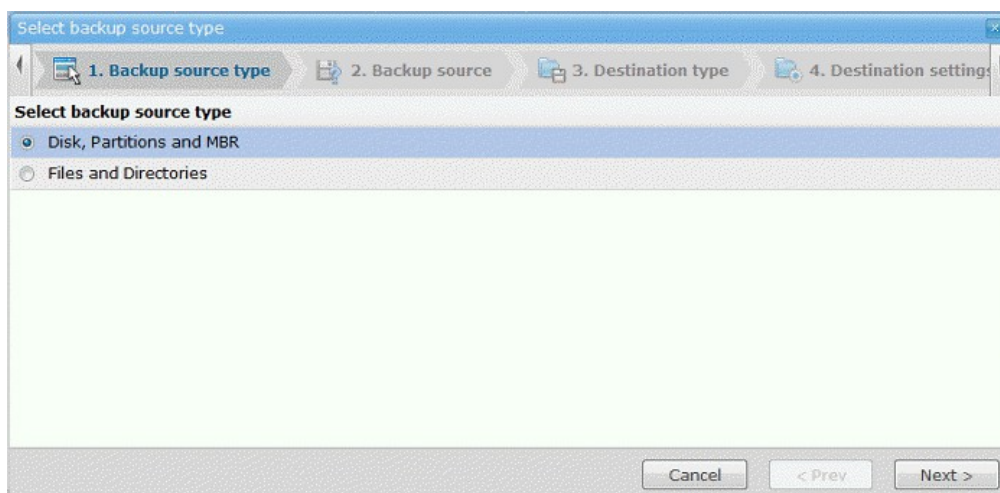 Select backup source type
1. Backup source type 2. Backup source 3. Destination type 4. Destination settings
Select backup source type
Disk, Partitions and MBR
Files and Directories
Cancel < Prev Next >